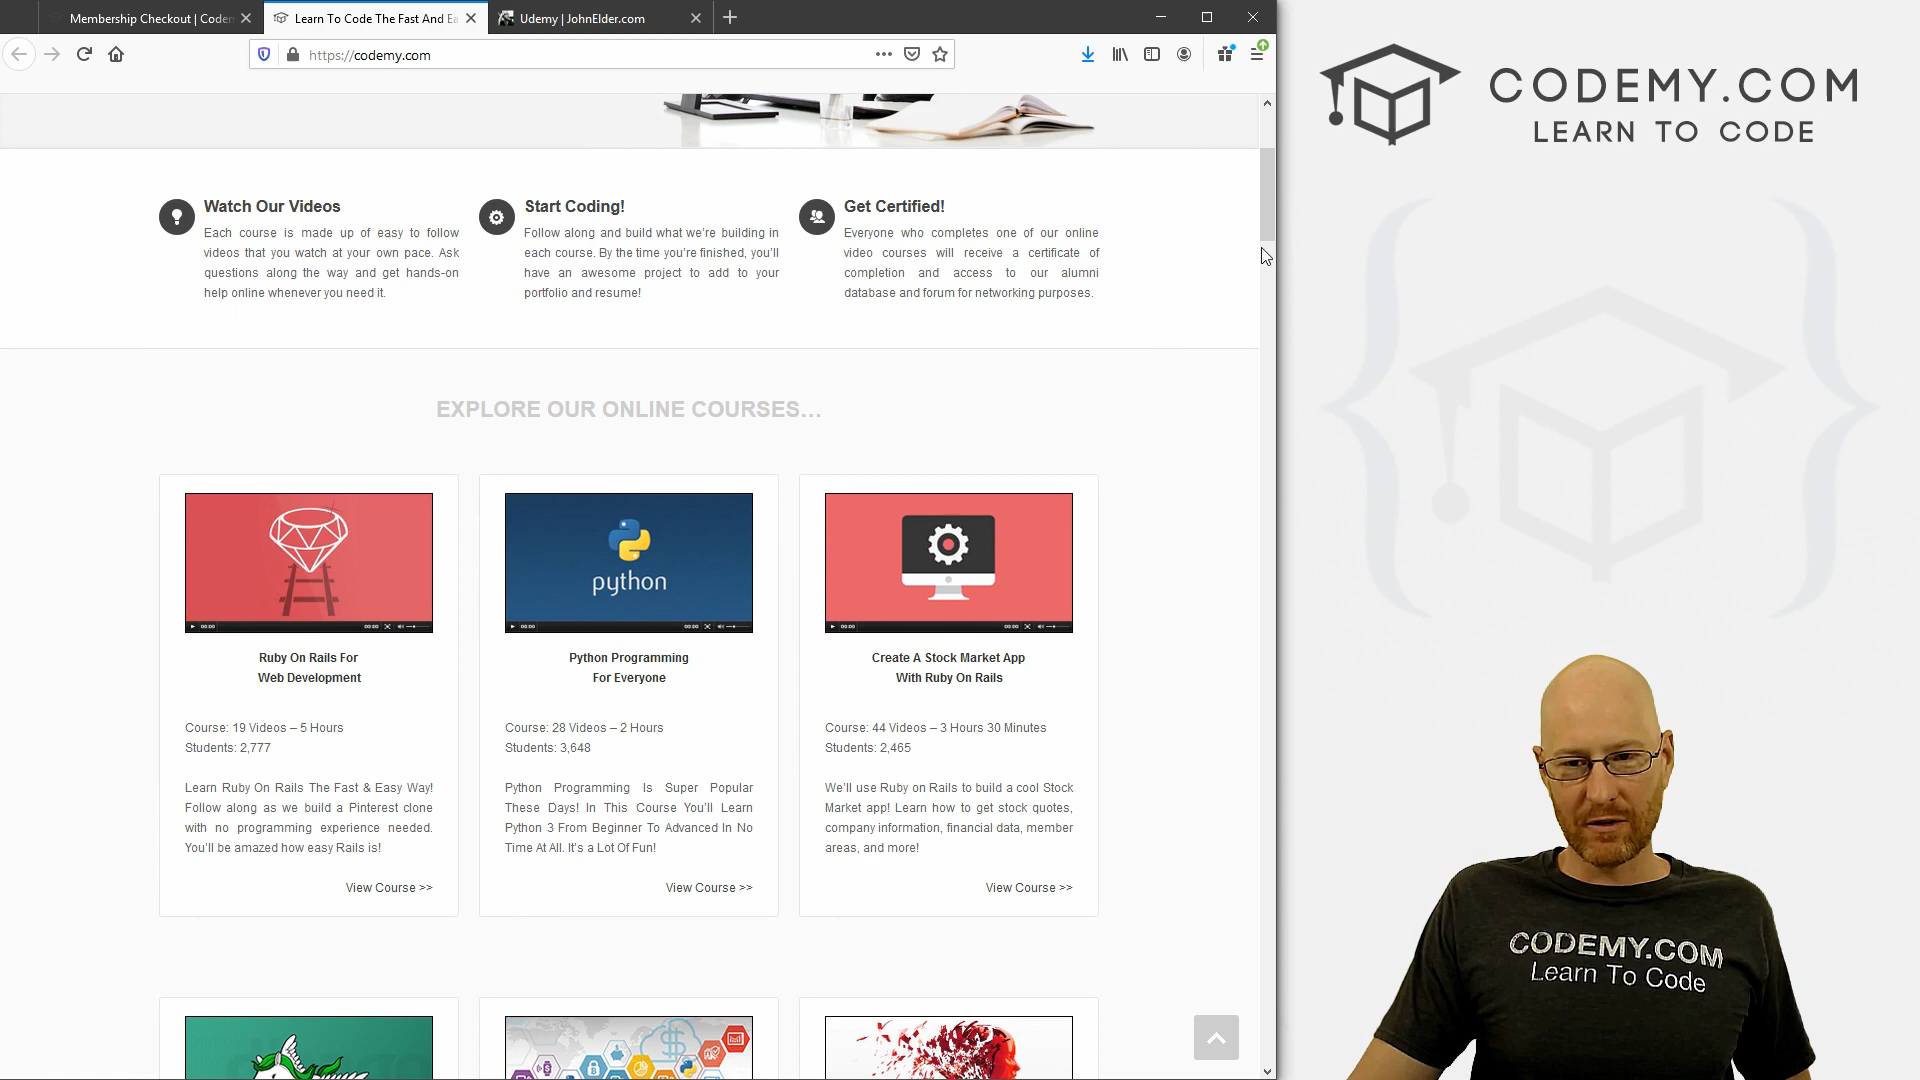 Membership Checkout | Codem
Learn To Code The Fast And Ea
Udemy | JohnElder.com
https://codemy.com
CODEMY.COM
LEARN TO CODE
Watch Our Videos
Each course is made up of easy to follow
videos that you watch at your own pace. Ask
questions along the way and get hands-on
help online whenever you need it.
Start Coding!
Follow along and build what we're building in
each course. By the time you're finished, you'll
have an awesome project to add to your
portfolio and resume!
Get Certified!
Everyone who completes one of our online
video courses will receive a certificate of
completion and access to our alumni
database and forum for networking purposes.
EXPLORE OUR ONLINE COURSES...
00:00
00:00
Ruby On Rails For
Web Development
Course: 19 Videos – 5 Hours
Students: 2,777
Learn Ruby On Rails The Fast & Easy Way!
Follow along as we build a Pinterest clone
with no programming experience needed.
You'll be amazed how easy Rails is!
View Course >>
python
00:00
00:00
Python Programming
For Everyone
Course: 28 Videos – 2 Hours
Students: 3,648
Python Programming Is Super Popular
These Days! In This Course You'll Learn
Python 3 From Beginner To Advanced In No
Time At All. It's a Lot Of Fun!
View Course >>
00:00
00:00
Create A Stock Market App
With Ruby On Rails
Course: 44 Videos – 3 Hours 30 Minutes
Students: 2,465
We'll use Ruby on Rails to build a cool Stock
Market app! Learn how to get stock quotes,
company information, financial data, member
areas, and more!
View Course >>
CODEMY.COM
Learn To Code